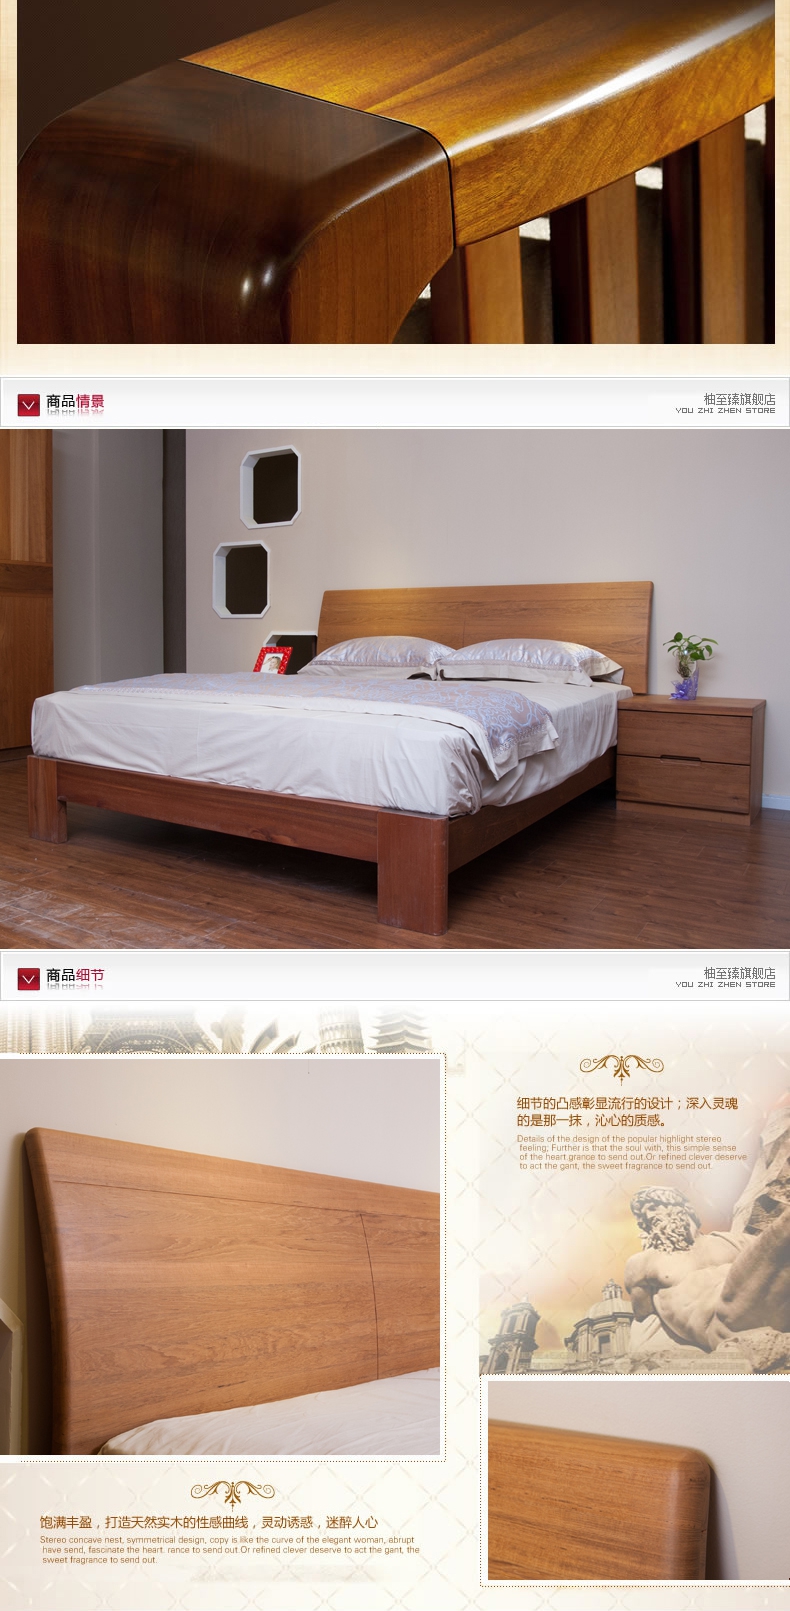 商品情景
柚至臻旗舰店
YOU ZHI ZHEN STORE
商品细节
柚至臻旗舰店
YOU ZHI ZHEN STORE
细节的凸感彰显流行的设计；深入灵魂
的是那一抹，沁心的质感。
Details of the design of the popular highlight stereo
feeling; Further is that the soul with, this simple sense
of the heart.grance to send out.Or refined clever deserve
to act the gant, the sweet fragrance to send out.
饱满丰盈，打造天然实木的性感曲线，灵动诱惑，迷醉人心
Stereo concave nest, symmetrical design, copy is like the curve of the elegant woman, abrupt
have send, fascinate the heart. rance to send out.Or refined clever deserve to act the gant, the
sweet fragrance to send out.